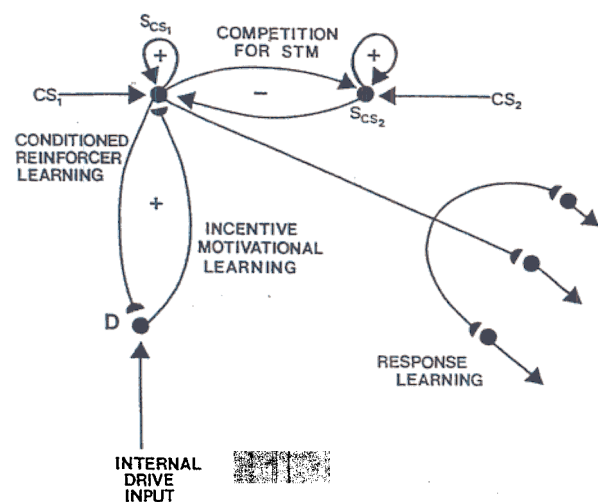 S_CS₁
COMPETITION
FOR STM
+
+
CS₁
−
CS₂
S_CS₂
CONDITIONED
REINFORCER
LEARNING
+
INCENTIVE
MOTIVATIONAL
LEARNING
D
RESPONSE
LEARNING
INTERNAL
DRIVE
INPUT